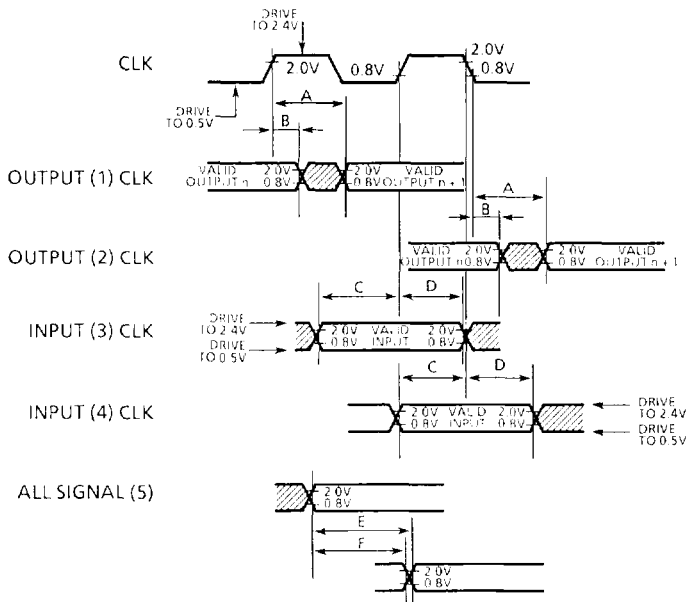 DRIVE
TO 2.4V
CLK
2.0V
0.8V
2.0V
0.8V
DRIVE
TO 0.5V
A
B
OUTPUT (1) CLK
VALID
OUTPUT n
2.0V
0.8V
2.0V
0.8V
VALID
OUTPUT n + 1
A
B
OUTPUT (2) CLK
VALID
OUTPUT n
2.0V
0.8V
2.0V
0.8V
VALID
OUTPUT n + 1
C
D
INPUT (3) CLK
DRIVE
TO 2.4V
DRIVE
TO 0.5V
2.0V
0.8V
VALID
INPUT
2.0V
0.8V
C
D
INPUT (4) CLK
2.0V
0.8V
VALID
INPUT
2.0V
0.8V
DRIVE
TO 2.4V
DRIVE
TO 0.5V
ALL SIGNAL (5)
2.0V
0.8V
E
F
2.0V
0.8V